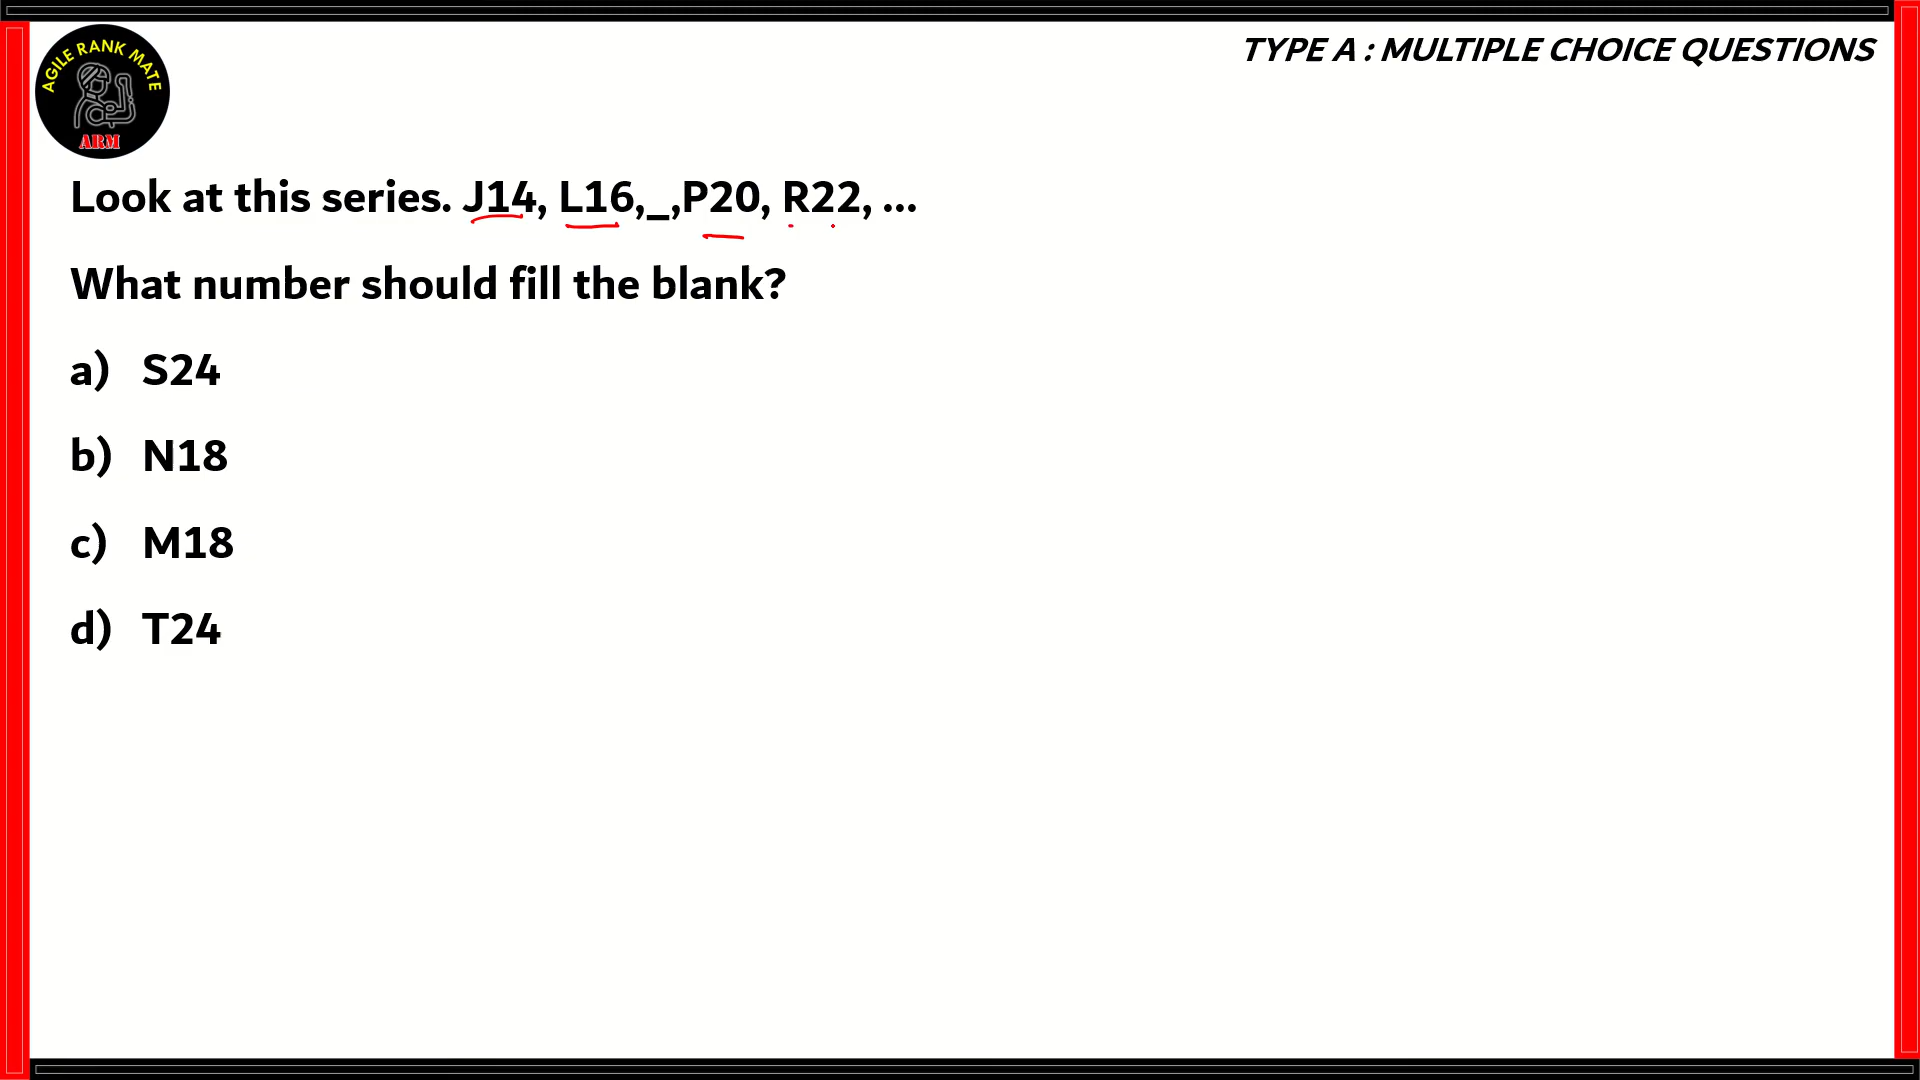 AGILE RANK MATE
ARM
TYPE A : MULTIPLE CHOICE QUESTIONS
Look at this series. J14, L16,_,P20, R22, ...
What number should fill the blank?
a) S24
b) N18
c) M18
d) T24